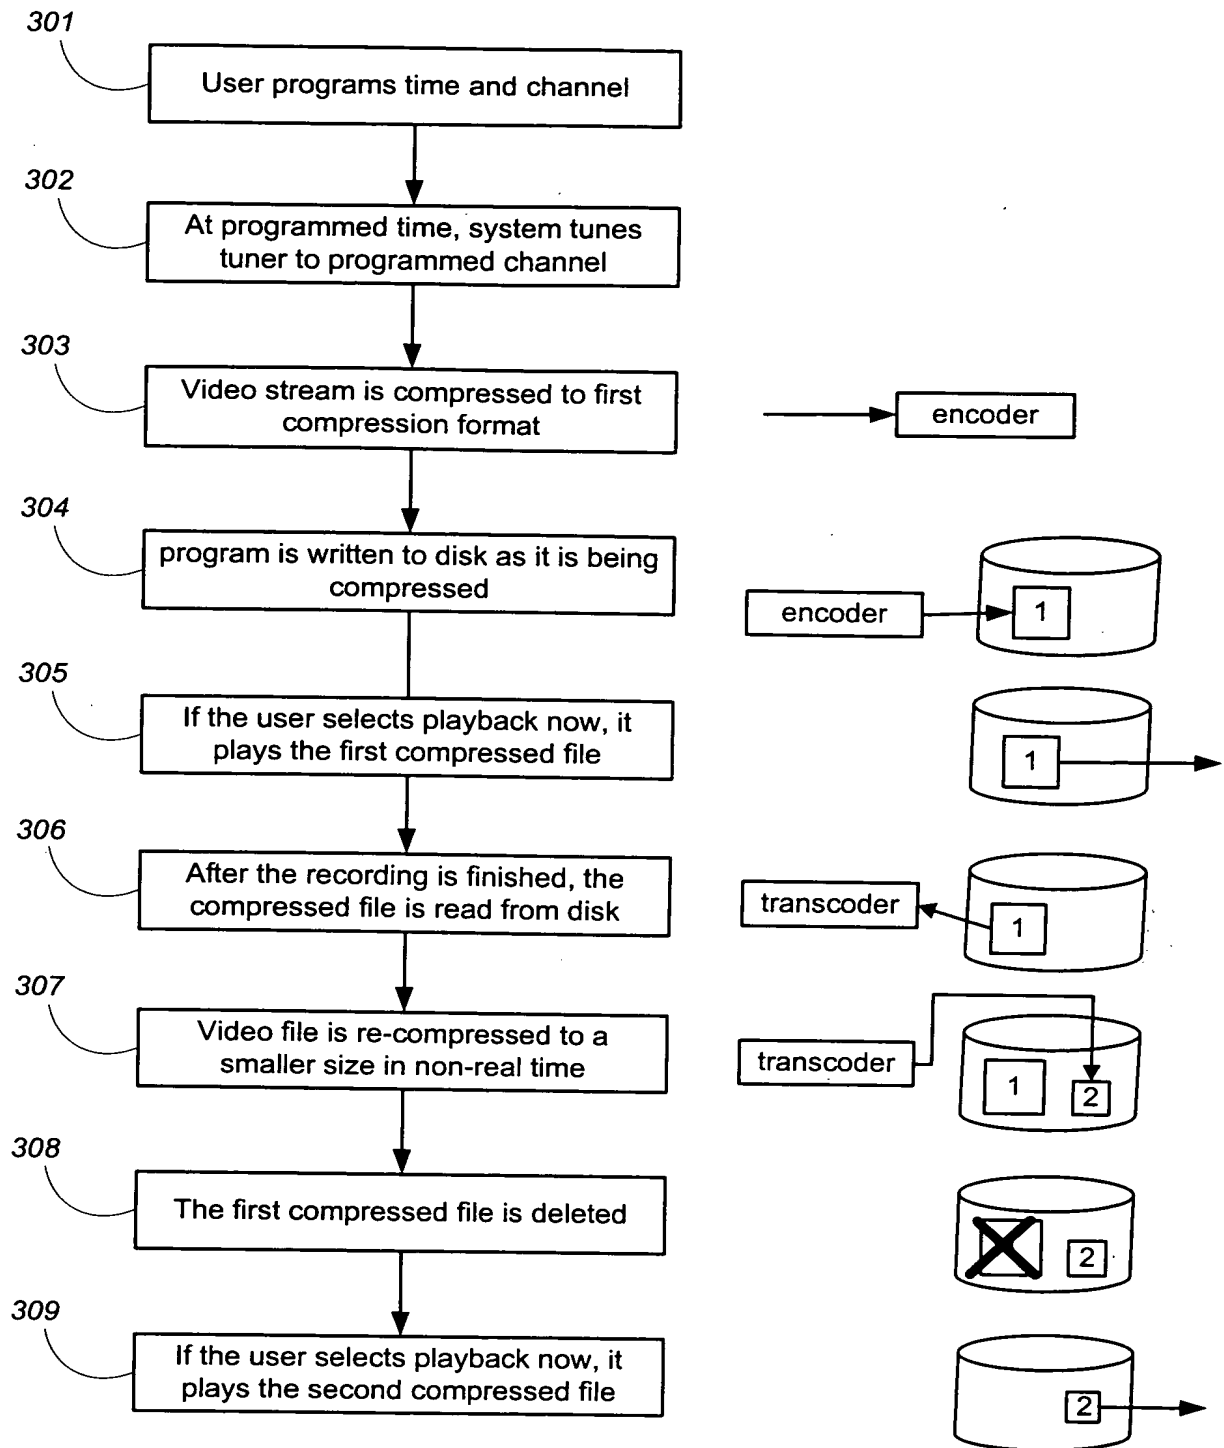 301
User programs time and channel
302
At programmed time, system tunes
tuner to programmed channel
303
Video stream is compressed to first
compression format
encoder
304
program is written to disk as it is being
compressed
encoder
1
305
If the user selects playback now, it
plays the first compressed file
1
306
After the recording is finished, the
compressed file is read from disk
transcoder
1
307
Video file is re-compressed to a
smaller size in non-real time
transcoder
1
2
308
The first compressed file is deleted
2
309
If the user selects playback now, it
plays the second compressed file
2